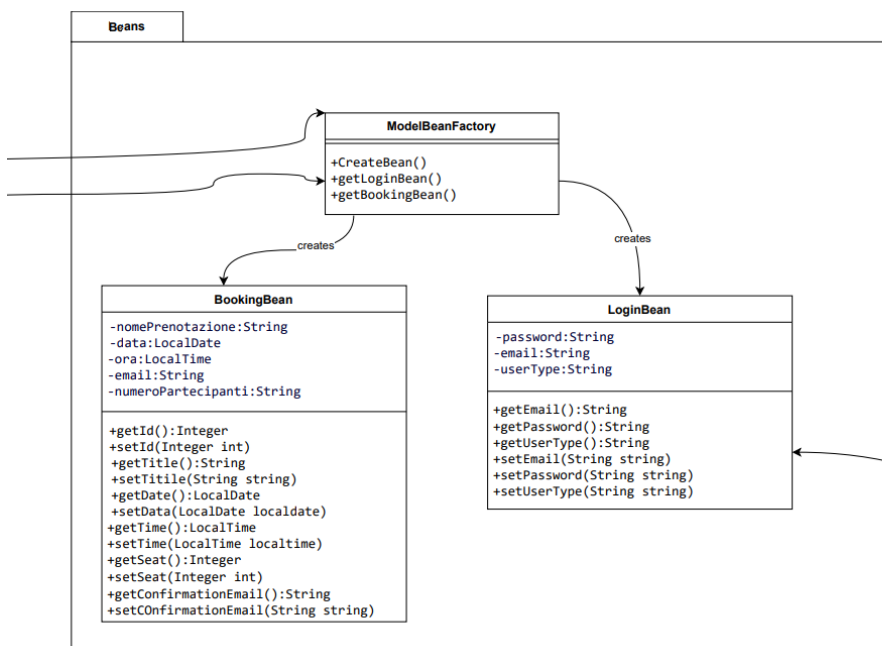 Beans
ModelBeanFactory
+CreateBean()
+getLoginBean()
+getBookingBean()
creates
creates
BookingBean
-nomePrenotazione:String
-data:LocalDate
-ora:LocalTime
-email:String
-numeroPartecipanti:String
+getId():Integer
+setId(Integer int)
+getTitile():String
+setTitile(String string)
+getDate():LocalDate
+setData(LocalDate localdate)
+getTime():LocalTime
+setTime(LocalTime localtime)
+getSeat():Integer
+setSeat(Integer int)
+getConfirmationEmail():String
+setCOnfirmationEmail(String string)
LoginBean
-password:String
-email:String
-userType:String
+getEmail():String
+getPassword():String
+getUserType():String
+setEmail(String string)
+setPassword(String string)
+setUserType(String string)